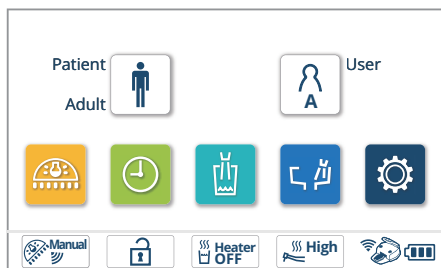 Patient
User
Adult
A
Manual
Heater
OFF
High